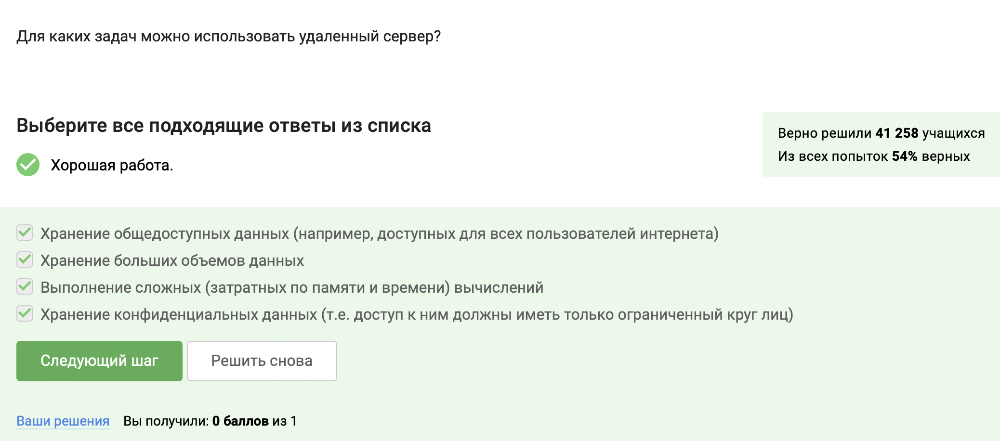 Для каких задач можно использовать удаленный сервер?
Выберите все подходящие ответы из списка
Верно решили 41 258 учащихся
Из всех попыток 54% верных
Хорошая работа.
Хранение общедоступных данных (например, доступных для всех пользователей интернета)
Хранение больших объемов данных
Выполнение сложных (затратных по памяти и времени) вычислений
Хранение конфиденциальных данных (т.е. доступ к ним должны иметь только ограниченный круг лиц)
Следующий шаг
Решить снова
Ваши решения Вы получили: 0 баллов из 1